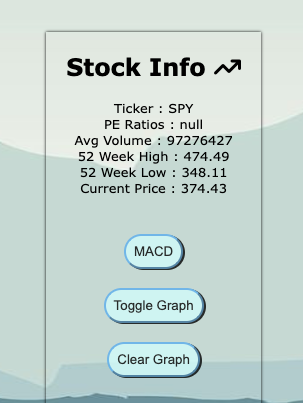 Stock Info
Ticker : SPY
PE Ratios : null
Avg Volume : 97276427
52 Week High : 474.49
52 Week Low : 348.11
Current Price : 374.43
MACD
Toggle Graph
Clear Graph